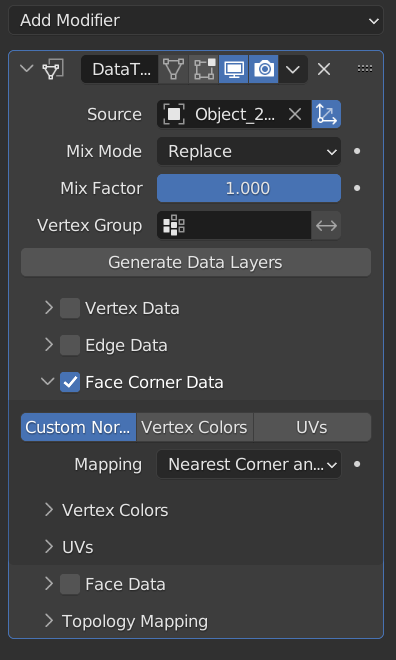 Add Modifier
DataT...
Source Object_2...
Mix Mode Replace
Mix Factor 1.000
Vertex Group
Generate Data Layers
Vertex Data
Edge Data
Face Corner Data
Custom Nor... Vertex Colors UVs
Mapping Nearest Corner an...
Vertex Colors
UVs
Face Data
Topology Mapping